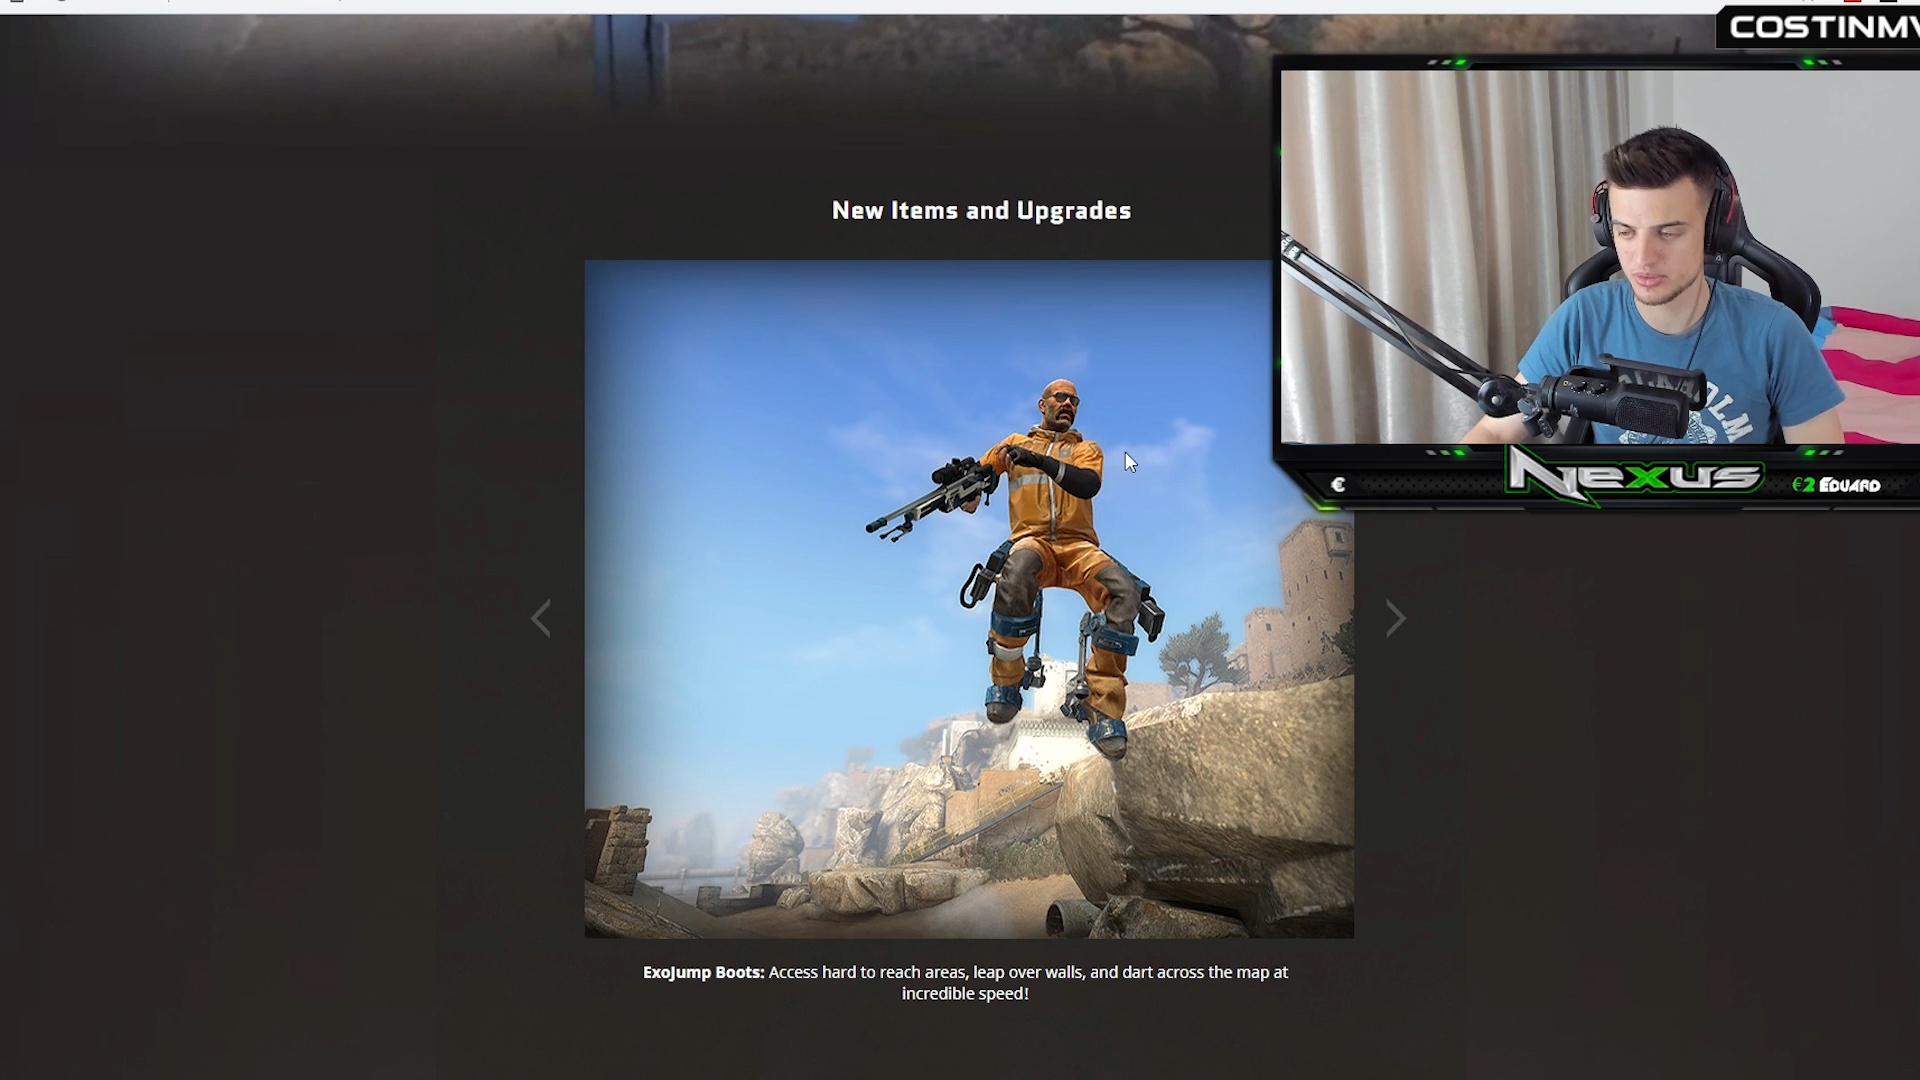 COSTINMV
New Items and Upgrades
€
NEXUS
€2 EDUARD
ExoJump Boots: Access hard to reach areas, leap over walls, and dart across the map at
incredible speed!